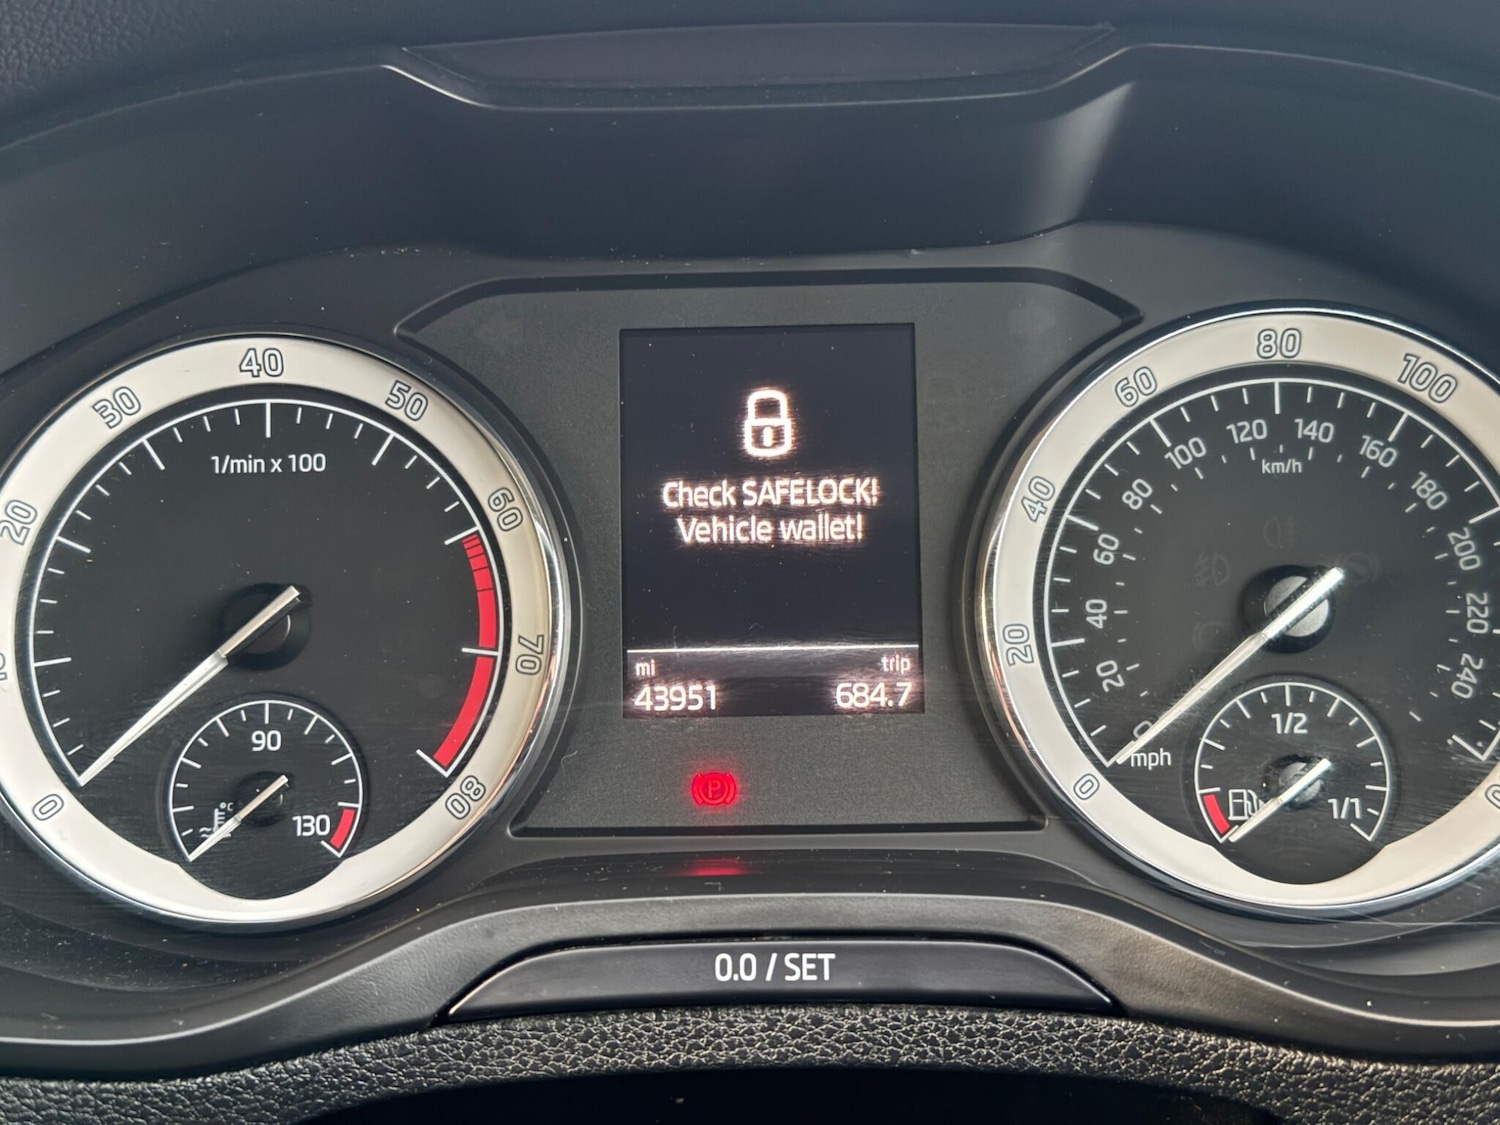 Check SAFELOCK!
Vehicle wallet!
mi trip
43951 684.7
P
0.0 / SET
1/min x 100
0 20 30 40 50 60 70 80
90
°C
130
0 20 40 60 80 100
20 40 60 80 100 120 140 160 180 200 220 240
km/h
0
mph
1/2
1/1